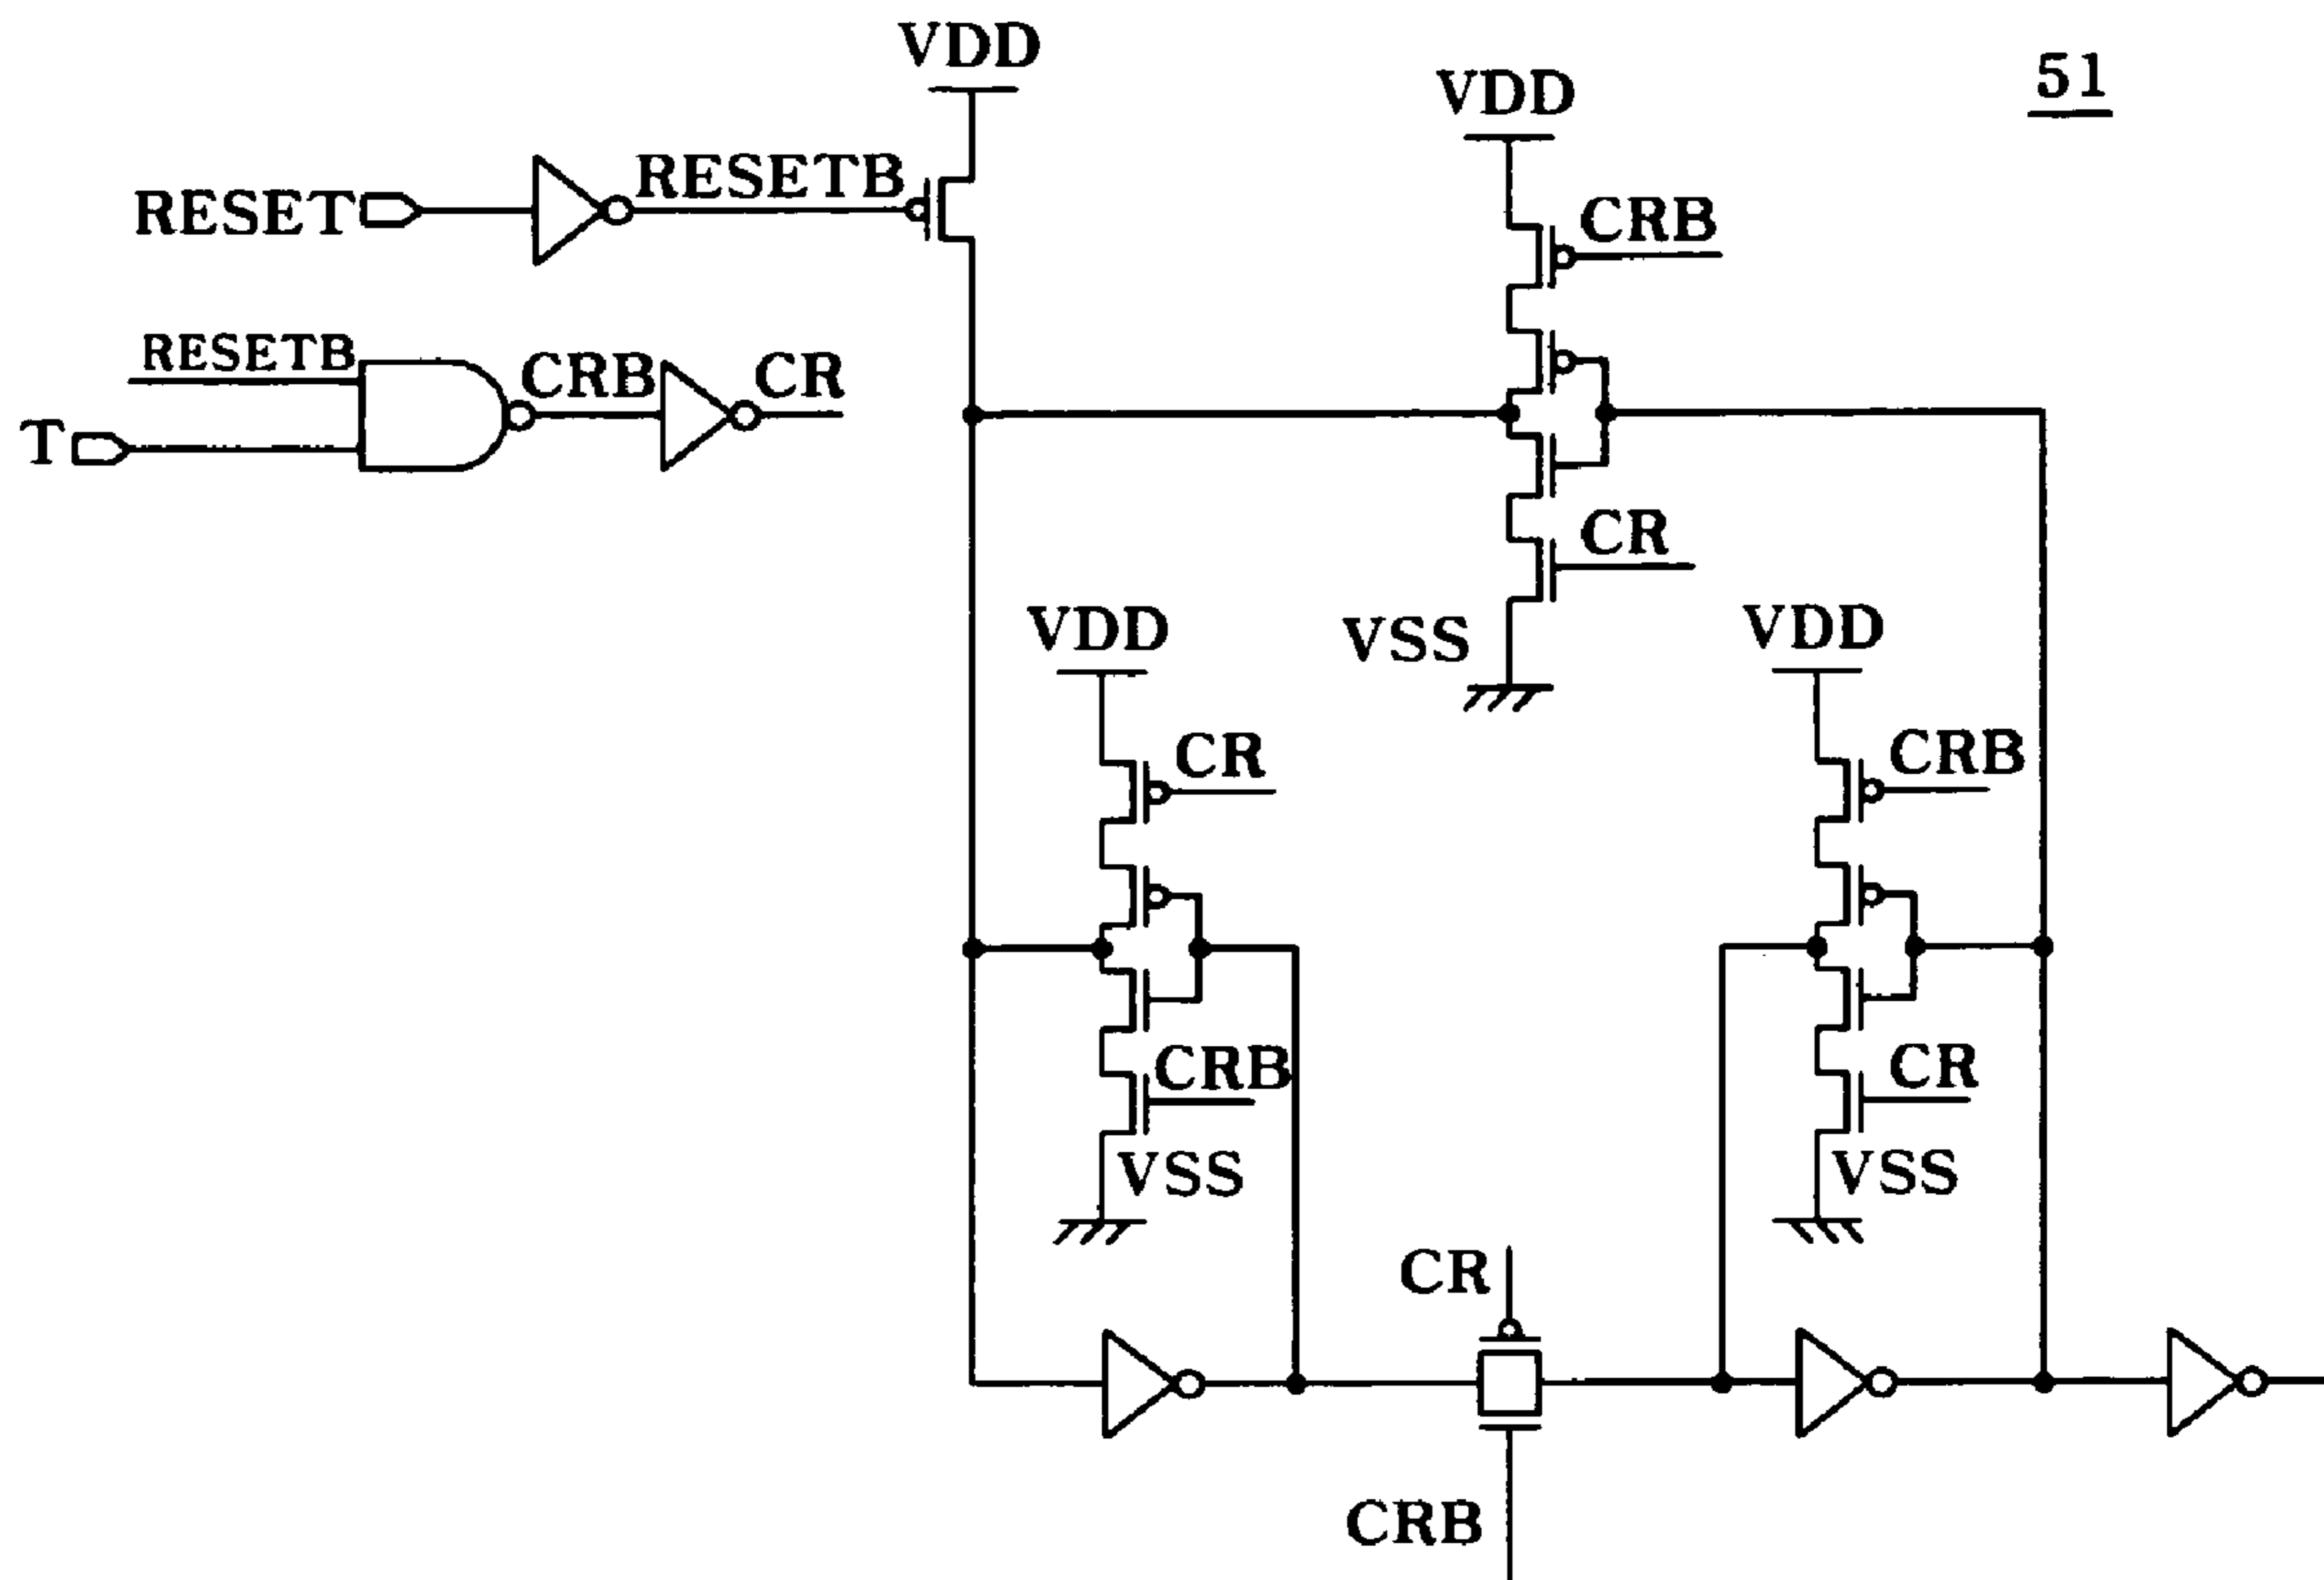 VDD
VDD
51
RESETB
RESET
CRB
RESETB
CRB
CR
T
CR
VDD
VSS
VDD
CR
CRB
CRB
CR
VSS
VSS
CR
CRB